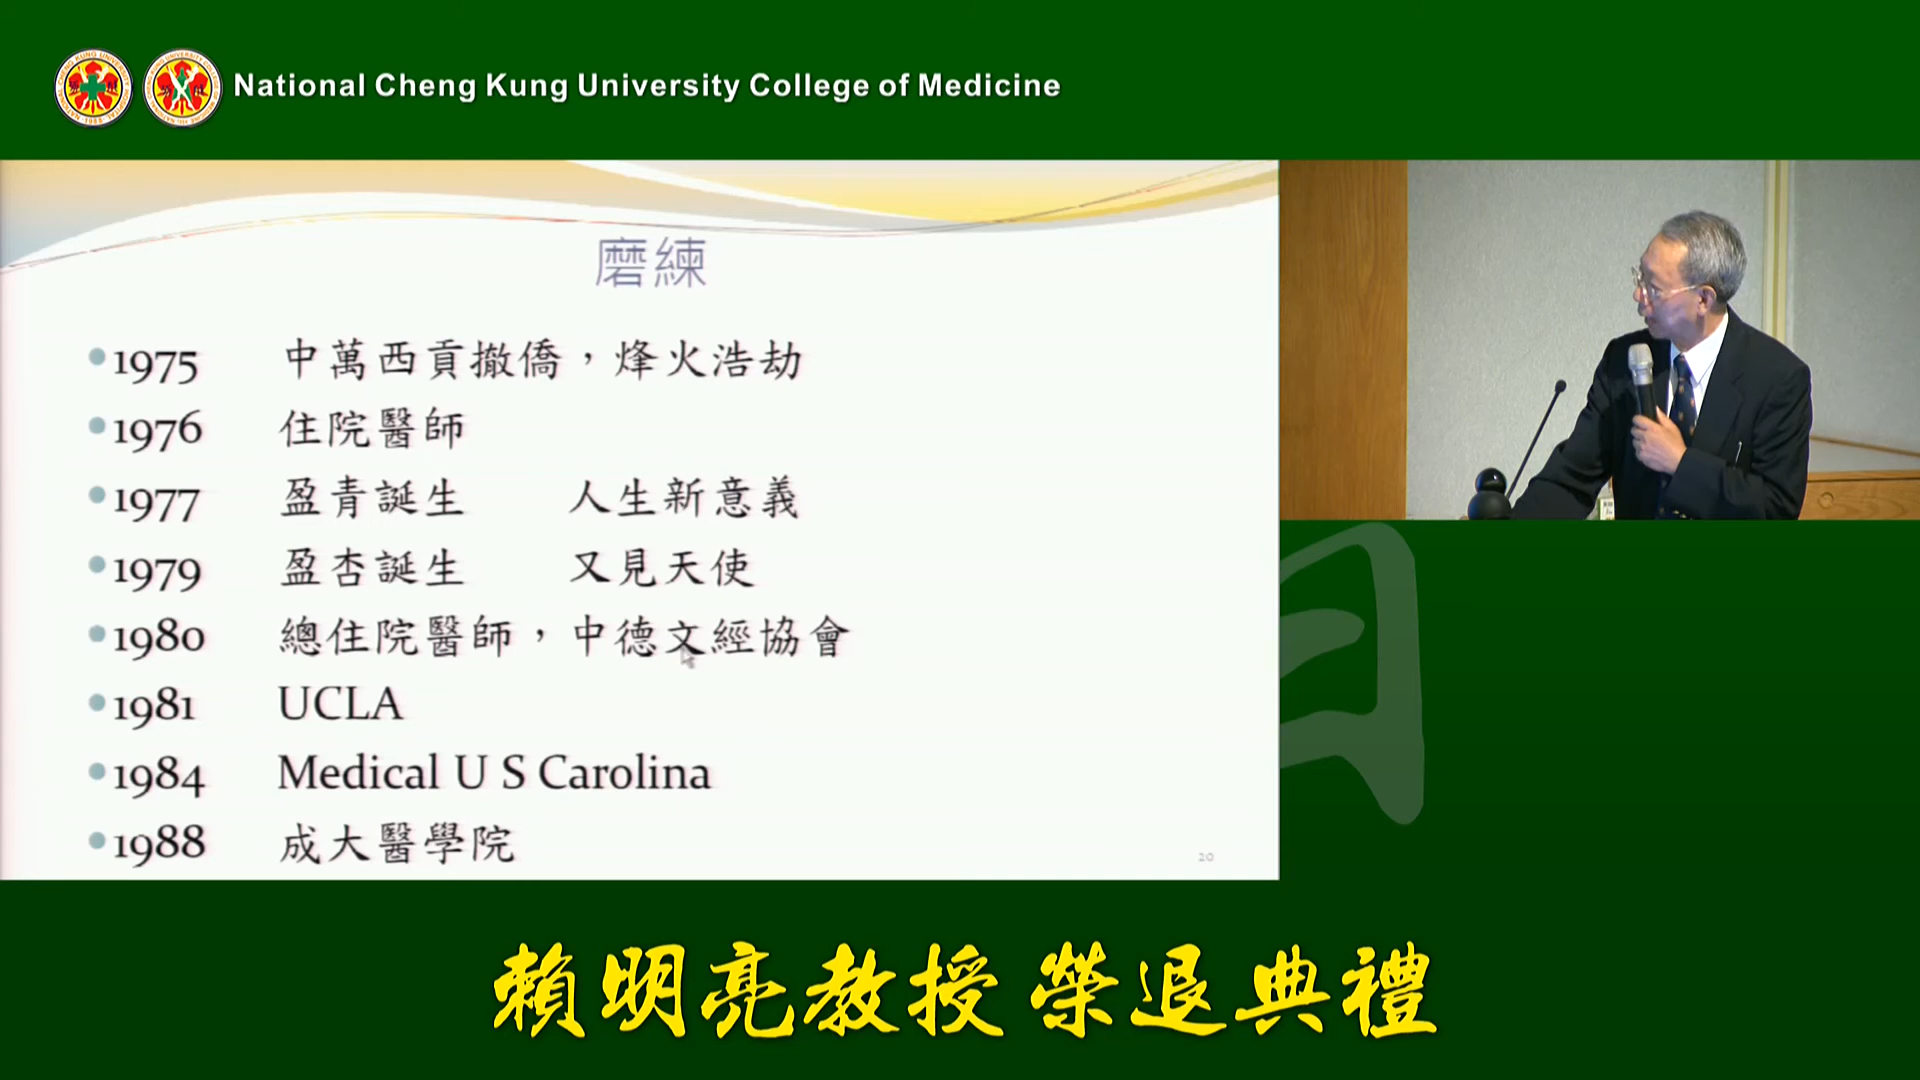 National Cheng Kung University College of Medicine
磨練
1975 中萬西貢撤僑，烽火浩劫
1976 住院醫師
1977 盈青誕生 人生新意義
1979 盈杏誕生 又見天使
1980 總住院醫師，中德文經協會
1981 UCLA
1984 Medical U S Carolina
1988 成大醫學院
20
賴明亮教授 榮退典禮